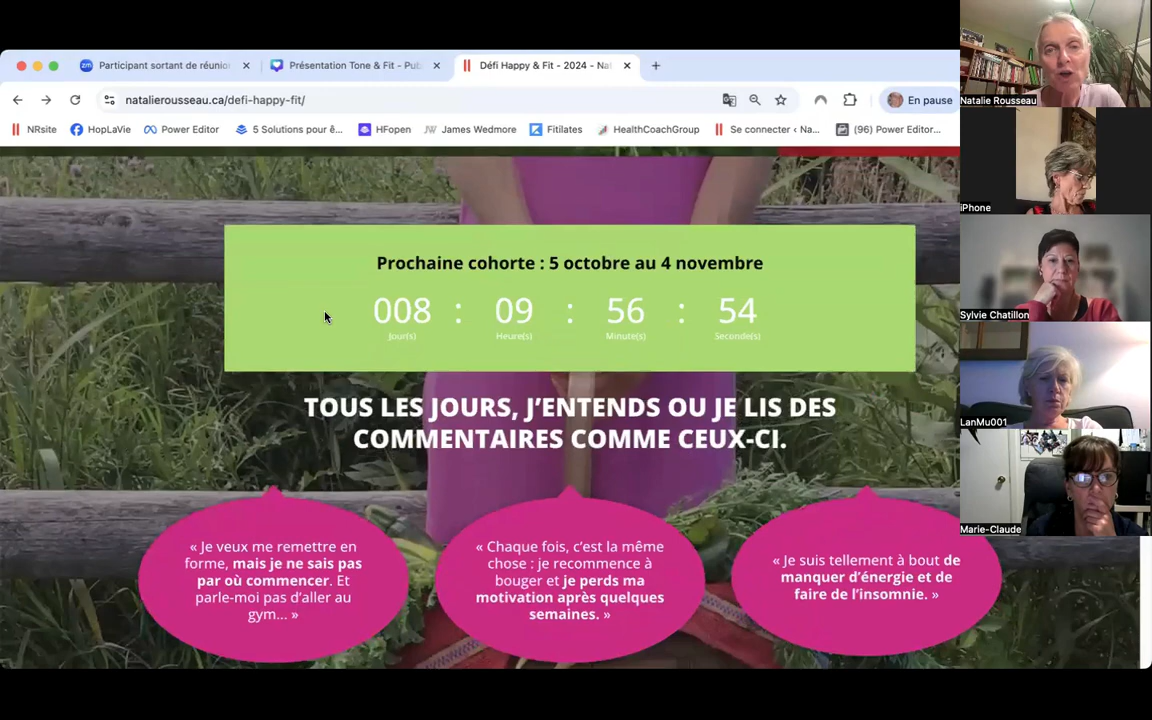 Participant sortant de réunio
Présentation Tone & Fit - Pub
Défi Happy & Fit - 2024 - Nat
natalierousseau.ca/defi-happy-fit/
En pause
NRsite
HopLaVie
Power Editor
5 Solutions pour ê...
HFopen
James Wedmore
Fitilates
HealthCoachGroup
Se connecter ‹ Na...
(96) Power Editor...
Prochaine cohorte : 5 octobre au 4 novembre
008 : 09 : 56 : 54
Jour(s) Heure(s) Minute(s) Seconde(s)
TOUS LES JOURS, J’ENTENDS OU JE LIS DES
COMMENTAIRES COMME CEUX-CI.
« Je veux me remettre en
forme, mais je ne sais pas
par où commencer. Et
parle-moi pas d’aller au
gym... »
« Chaque fois, c’est la même
chose : je recommence à
bouger et je perds ma
motivation après quelques
semaines. »
« Je suis tellement à bout de
manquer d’énergie et de
faire de l’insomnie. »
Natalie Rousseau
iPhone
Sylvie Chatillon
LanMu001
Marie-Claude